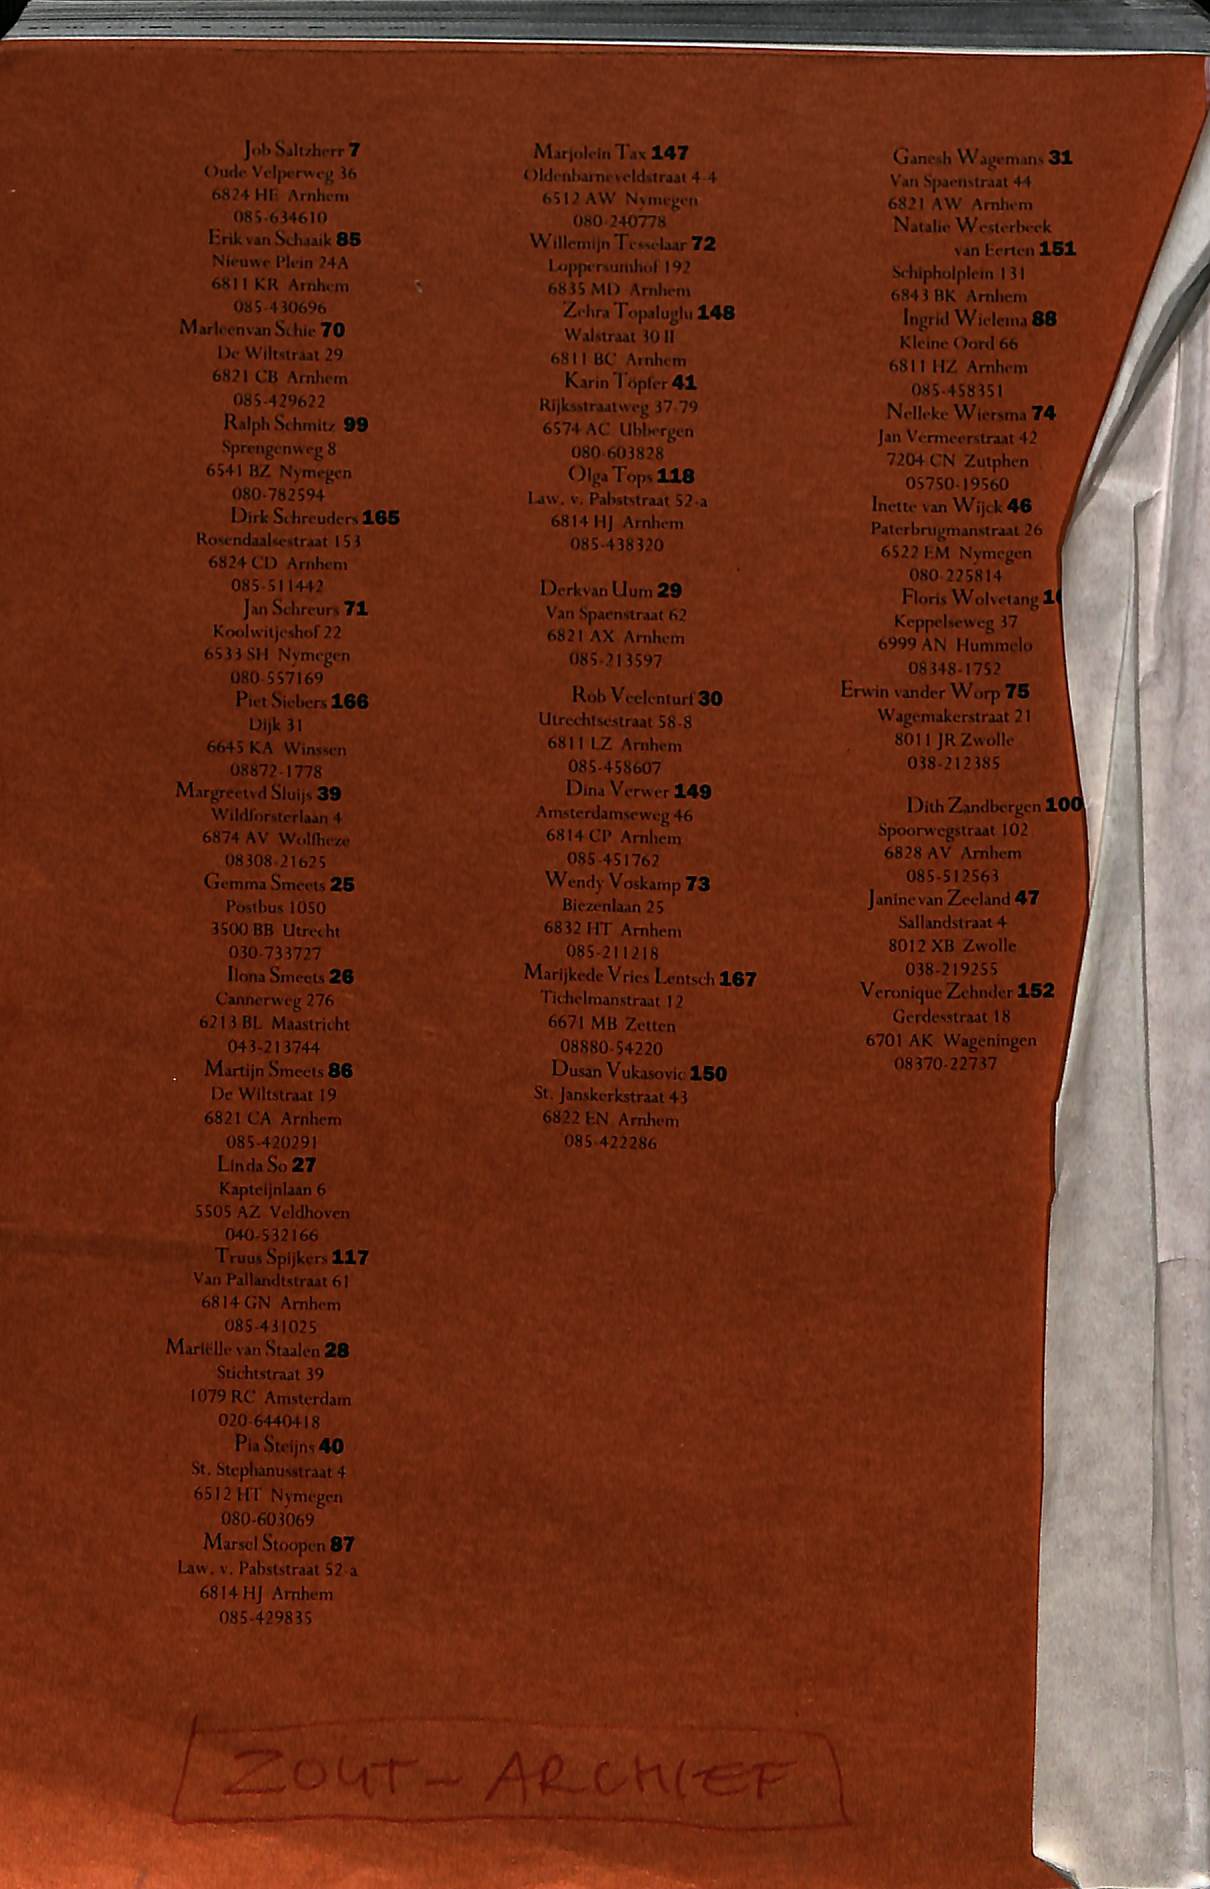 Job Saltzherr 7
Oude Velperweg 36
6824 HE Arnhem
085-634610
Erik van Schaaik 85
Nieuwe Plein 24A
6811 KR Arnhem
085-430696
Marleenvan Schie 70
De Wiltstraat 29
6821 CB Arnhem
085-429622
Ralph Schmitz 99
Sprengenweg 8
6541 BZ Nymegen
080-782594
Dirk Schreuders 165
Rosendaalsestraat 153
6824 CD Arnhem
085-511442
Jan Schreurs 71
Koolwitjeshof 22
6533 SH Nymegen
080-557169
Piet Siebers 166
Dijk 31
6645 KA Winssen
08872-1778
Margreetvd Sluijs 39
Wildforsterlaan 4
6874 AV Wolfheze
08308-21625
Gemma Smeets 25
Postbus 1050
3500 BB Utrecht
030-733727
Ilona Smeets 26
Cannerweg 276
6213 BL Maastricht
043-213744
Martijn Smeets 86
De Wiltstraat 19
6821 CA Arnhem
085-420291
Linda So 27
Kapteijnlaan 6
5505 AZ Veldhoven
040-532166
Truus Spijkers 117
Van Pallandtstraat 61
6814 GN Arnhem
085-431025
Mariëlle van Staalen 28
Stichtstraat 39
1079 RC Amsterdam
020-6440418
Pia Steijns 40
St. Stephanusstraat 4
6512 HT Nymegen
080-603069
Marsel Stoopen 87
Law. v. Pabststraat 52-a
6814 HJ Arnhem
085-429835
Marjolein Tax 147
Oldenbarneveldstraat 4-4
6512 AW Nymegen
080-240778
Willemijn Tesselaar 72
Loppersumhof 192
6835 MD Arnhem
Zehra Topaluglu 148
Walstraat 30 II
6811 BC Arnhem
Karin Töpfer 41
Rijksstraatweg 37-79
6574 AC Ubbergen
080-603828
Olga Tops 118
Law. v. Pabststraat 52-a
6814 HJ Arnhem
085-438320
Derkvan Uum 29
Van Spaenstraat 62
6821 AX Arnhem
085-213597
Rob Veelenturf 30
Utrechtsestraat 58-8
6811 LZ Arnhem
085-458607
Dina Verwer 149
Amsterdamseweg 46
6814 CP Arnhem
085-451762
Wendy Voskamp 73
Biezenlaan 25
6832 HT Arnhem
085-211218
Marijkede Vries Lentsch 167
Tichelmanstraat 12
6671 MB Zetten
08880-54220
Dusan Vukasovic 150
St. Janskerkstraat 43
6822 EN Arnhem
085-422286
Ganesh Wagemans 31
Van Spaenstraat 44
6821 AW Arnhem
Natalie Westerbeek
van Eerten 151
Schipholplein 131
6843 BK Arnhem
Ingrid Wielema 88
Kleine Oord 66
6811 HZ Arnhem
085-458351
Nelleke Wiersma 74
Jan Vermeerstraat 42
7204 CN Zutphen
05750-19560
Inette van Wijck 46
Paterbrugmanstraat 26
6522 EM Nymegen
080-225814
Floris Wolvetang
Keppelseweg 37
6999 AN Hummelo
08348-1752
Erwin vander Worp 75
Wagemakerstraat 21
8011 JR Zwolle
038-212385
Dith Zandbergen 100
Spoorwegstraat 102
6828 AV Arnhem
085-512563
Janinevan Zeeland 47
Sallandstraat 4
8012 XB Zwolle
038-219255
Veronique Zehnder 152
Gerdesstraat 18
6701 AK Wageningen
08370-22737
ZOUT-ARCHIEF